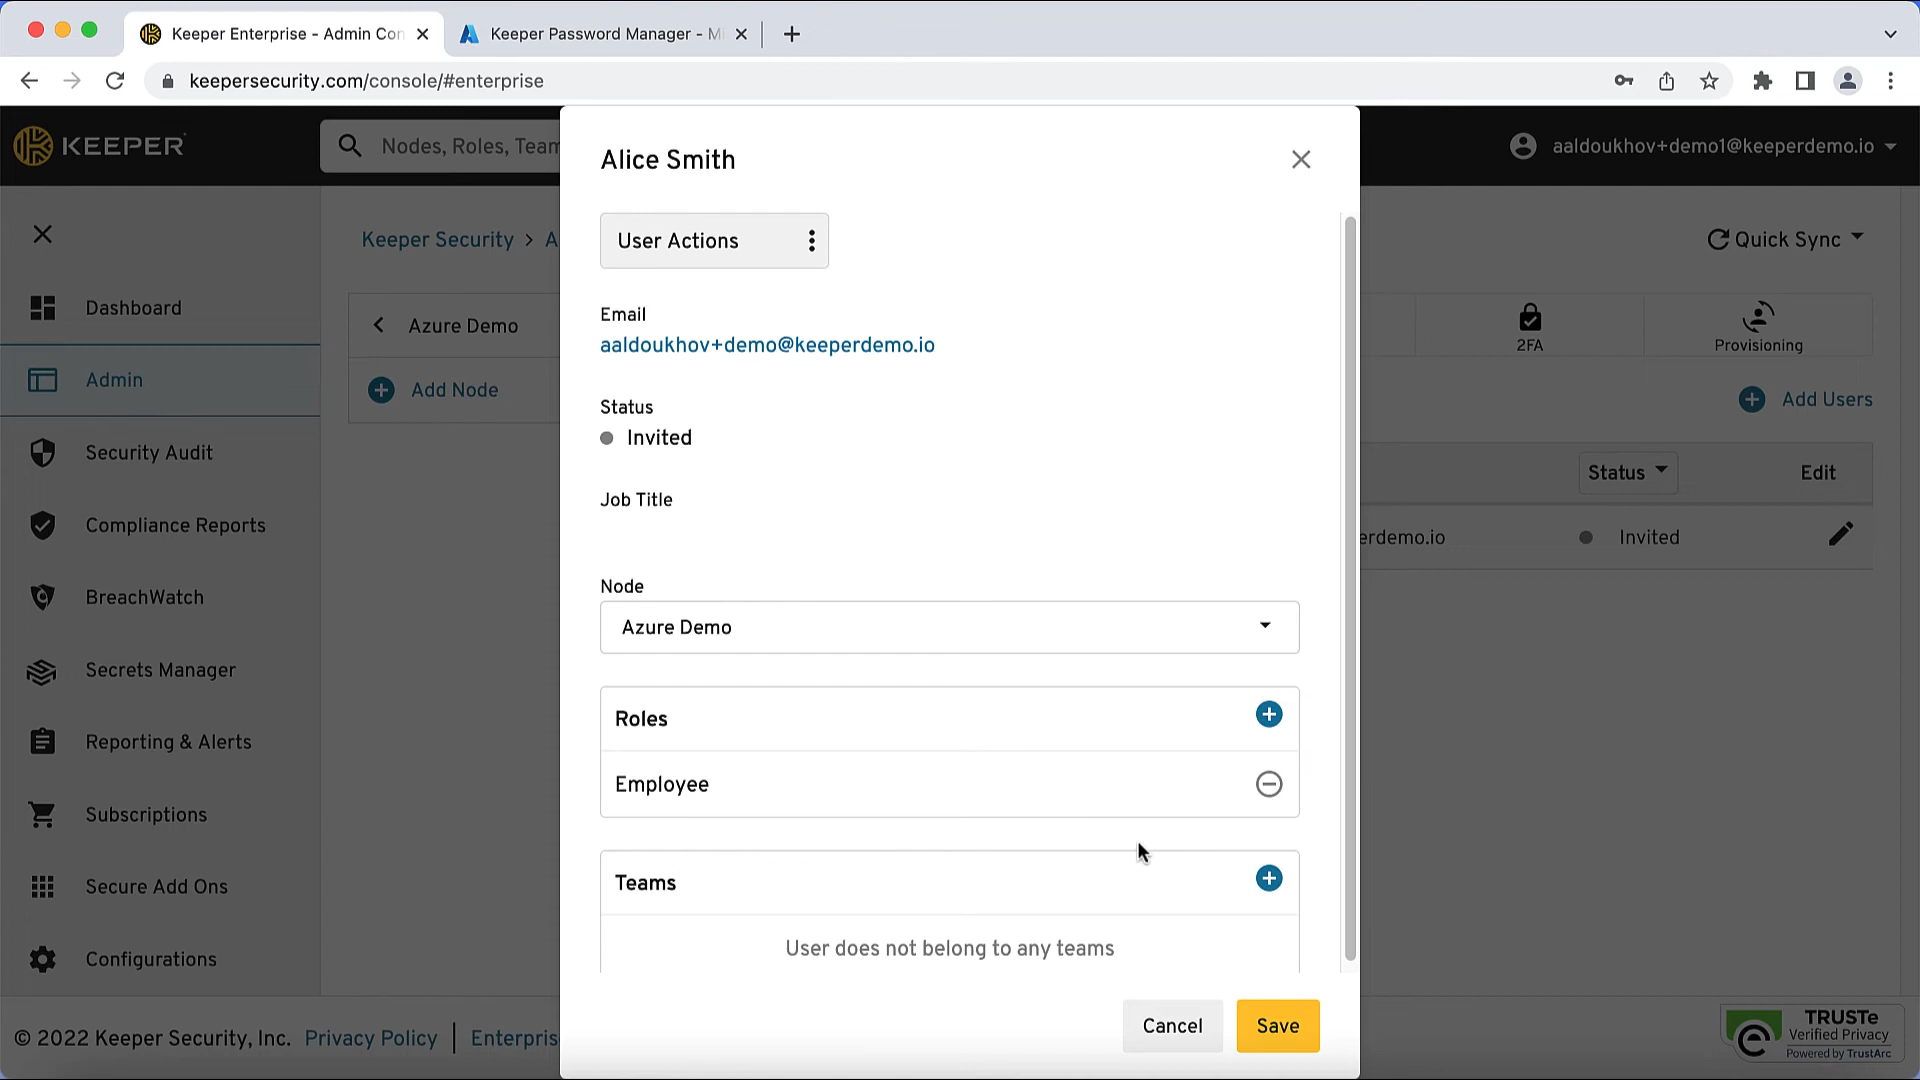 Keeper Enterprise - Admin Con
Keeper Password Manager - Mi
keepersecurity.com/console/#enterprise
KEEPER
Nodes, Roles, Team
aaldoukhov+demo1@keeperdemo.io
Alice Smith
User Actions
Keeper Security > A
Quick Sync
Dashboard
Email
aaldoukhov+demo@keeperdemo.io
Azure Demo
2FA
Provisioning
Admin
Add Node
Add Users
Status
Invited
Security Audit
Status
Edit
Job Title
Compliance Reports
erdemo.io
Invited
BreachWatch
Node
Azure Demo
Secrets Manager
Roles
Reporting & Alerts
Employee
Subscriptions
Teams
Secure Add Ons
User does not belong to any teams
Configurations
Cancel
Save
© 2022 Keeper Security, Inc.
Privacy Policy
Enterpris
TRUSTe
Verified Privacy
Powered by TrustArc